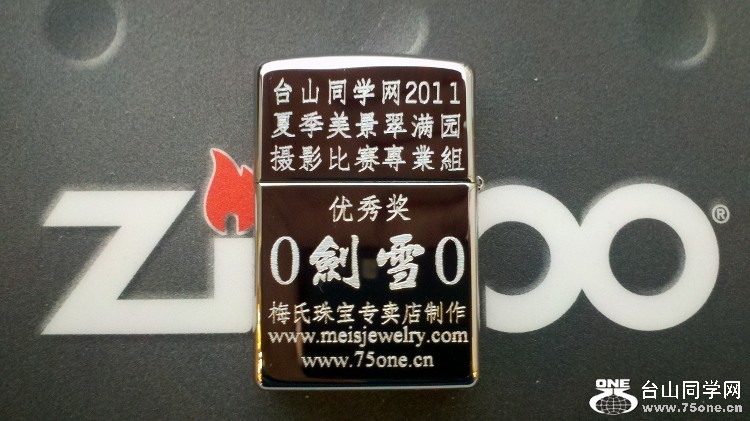 台山同学网2011
夏季美景翠满园
摄影比赛專業組
优秀奖
0劍雪0
梅氏珠宝专卖店制作
www.meisjewelry.com
www.75one.cn
Zippo®
ONE 台山同学网
www.75one.cn